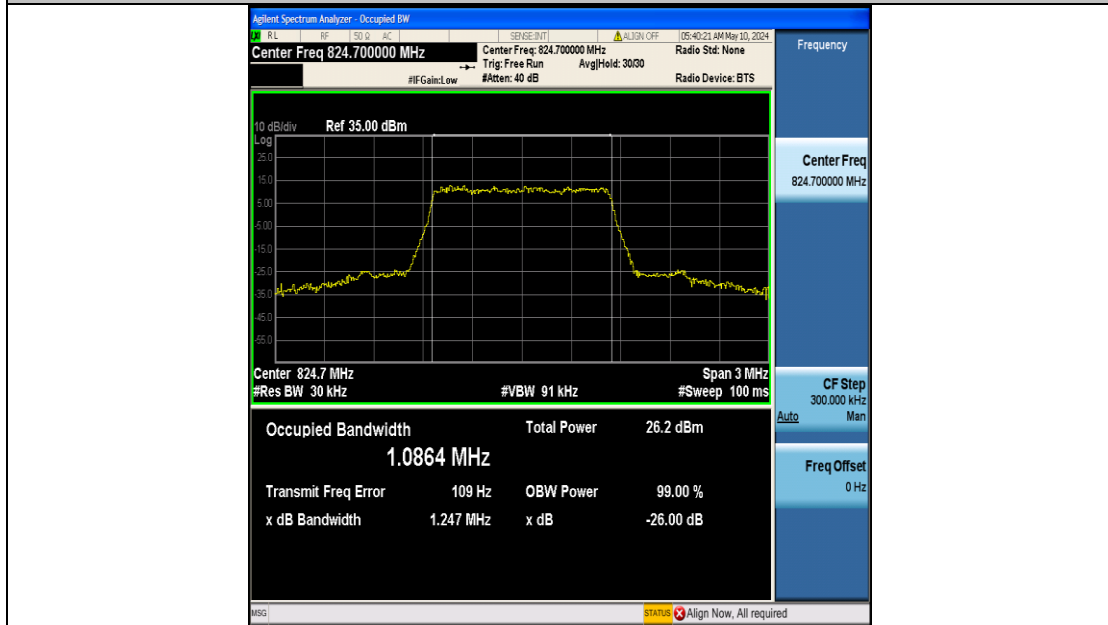 Agilent Spectrum Analyzer - Occupied BW
RL RF 50 Ω AC SENSE:INT ALIGN OFF 05:40:21 AM May 10, 2024
Center Freq 824.700000 MHz
Center Freq: 824.700000 MHz Radio Std: None
Trig: Free Run Avg|Hold: 30/30
#IFGain:Low #Atten: 40 dB Radio Device: BTS
10 dB/div Ref 35.00 dBm
Log
25.0
15.0
5.00
-5.00
-15.0
-25.0
-35.0
-45.0
-55.0
Center 824.7 MHz Span 3 MHz
#Res BW 30 kHz #VBW 91 kHz #Sweep 100 ms
Occupied Bandwidth Total Power 26.2 dBm
1.0864 MHz
Transmit Freq Error 109 Hz OBW Power 99.00 %
x dB Bandwidth 1.247 MHz x dB -26.00 dB
Frequency
Center Freq
824.700000 MHz
CF Step
300.000 kHz
Auto Man
Freq Offset
0 Hz
MSG STATUS Align Now, All required